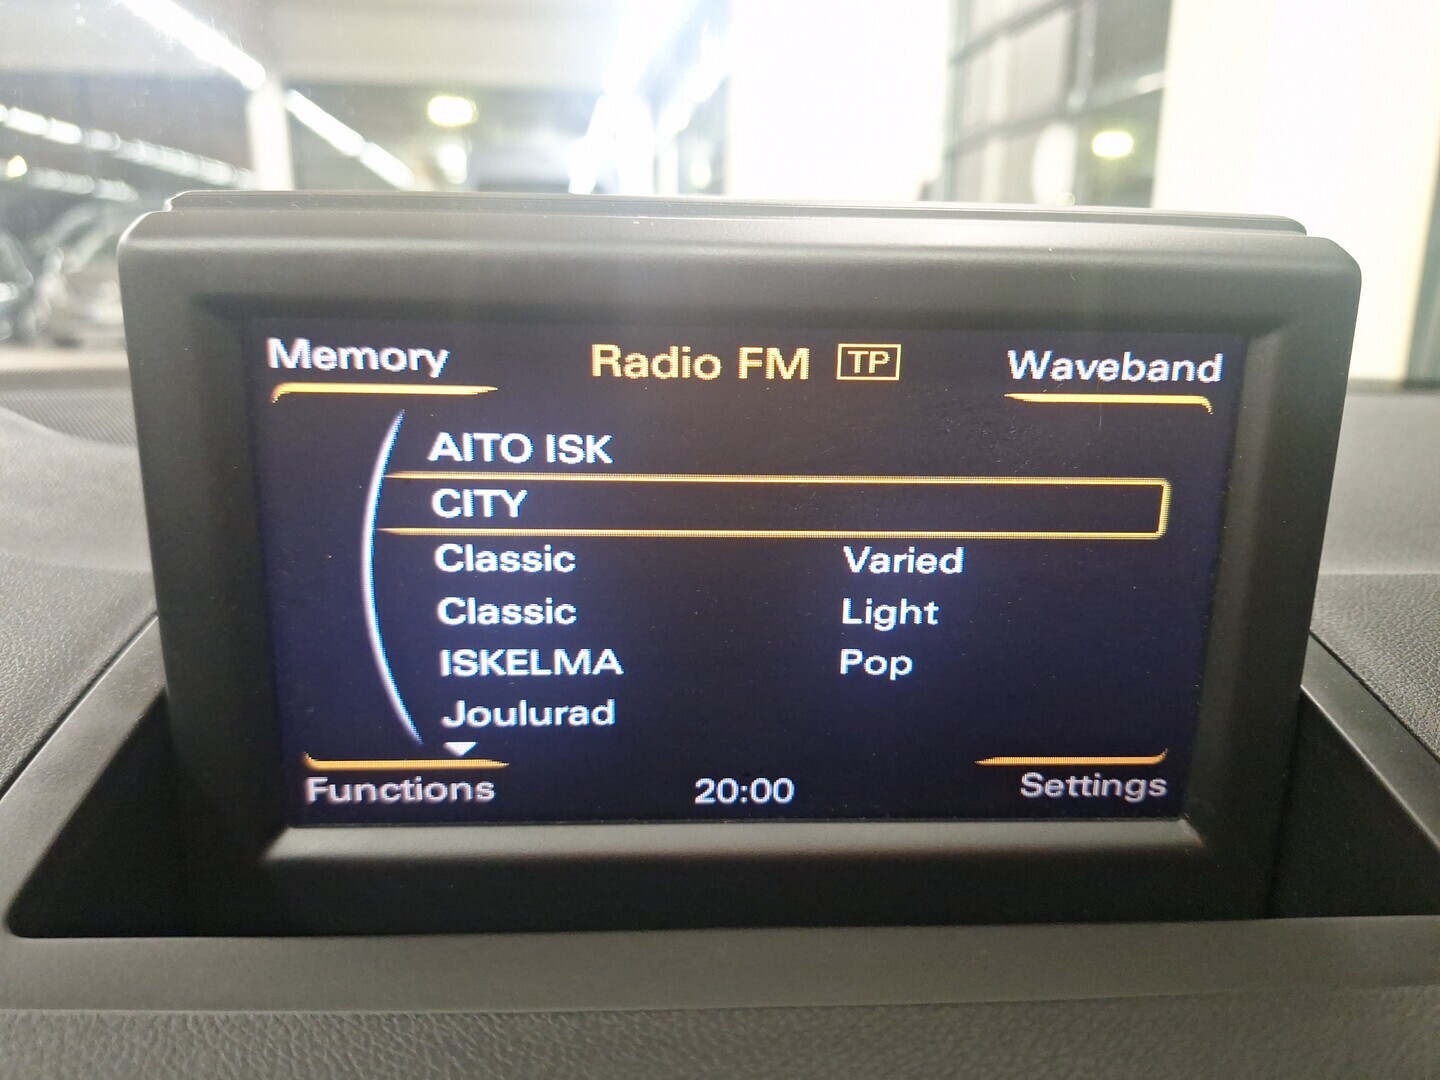 Memory Radio FM TP Waveband
AITO ISK
CITY
Classic Varied
Classic Light
ISKELMA Pop
Joulurad
Functions 20:00 Settings